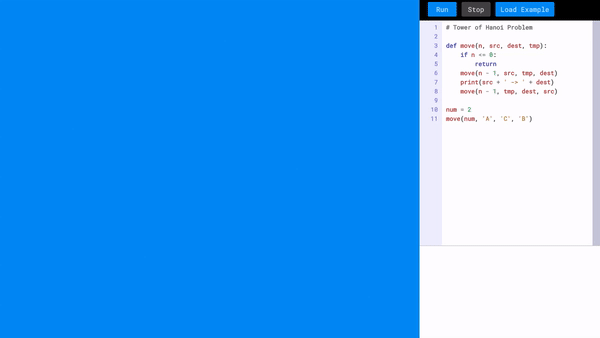 Run Stop Load Example
1 # Tower of Hanoi Problem
2
3 def move(n, src, dest, tmp):
4     if n <= 0:
5         return
6     move(n - 1, src, tmp, dest)
7     print(src + ' -> ' + dest)
8     move(n - 1, tmp, dest, src)
9
10 num = 2
11 move(num, 'A', 'C', 'B')